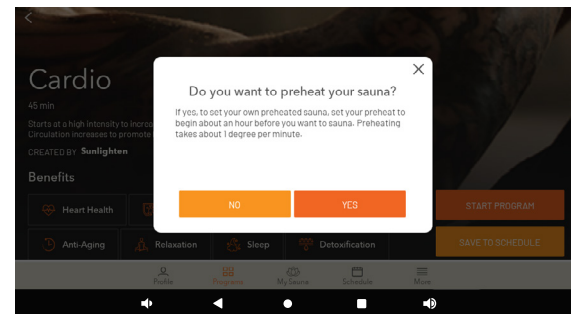 Cardio
45 min
Starts at a high intensity to
Circulation increases to promote
CREATED BY Sunlighten
Benefits
Heart Health
Anti-Aging
Relaxation
Sleep
Detoxification
Do you want to preheat your sauna?
If yes, to set your own preheated sauna, set your preheat to
begin about an hour before you want to sauna. Preheating
takes about 1 degree per minute.
NO
YES
START PROGRAM
SAVE TO SCHEDULE
Profile
Programs
My Sauna
Schedule
More